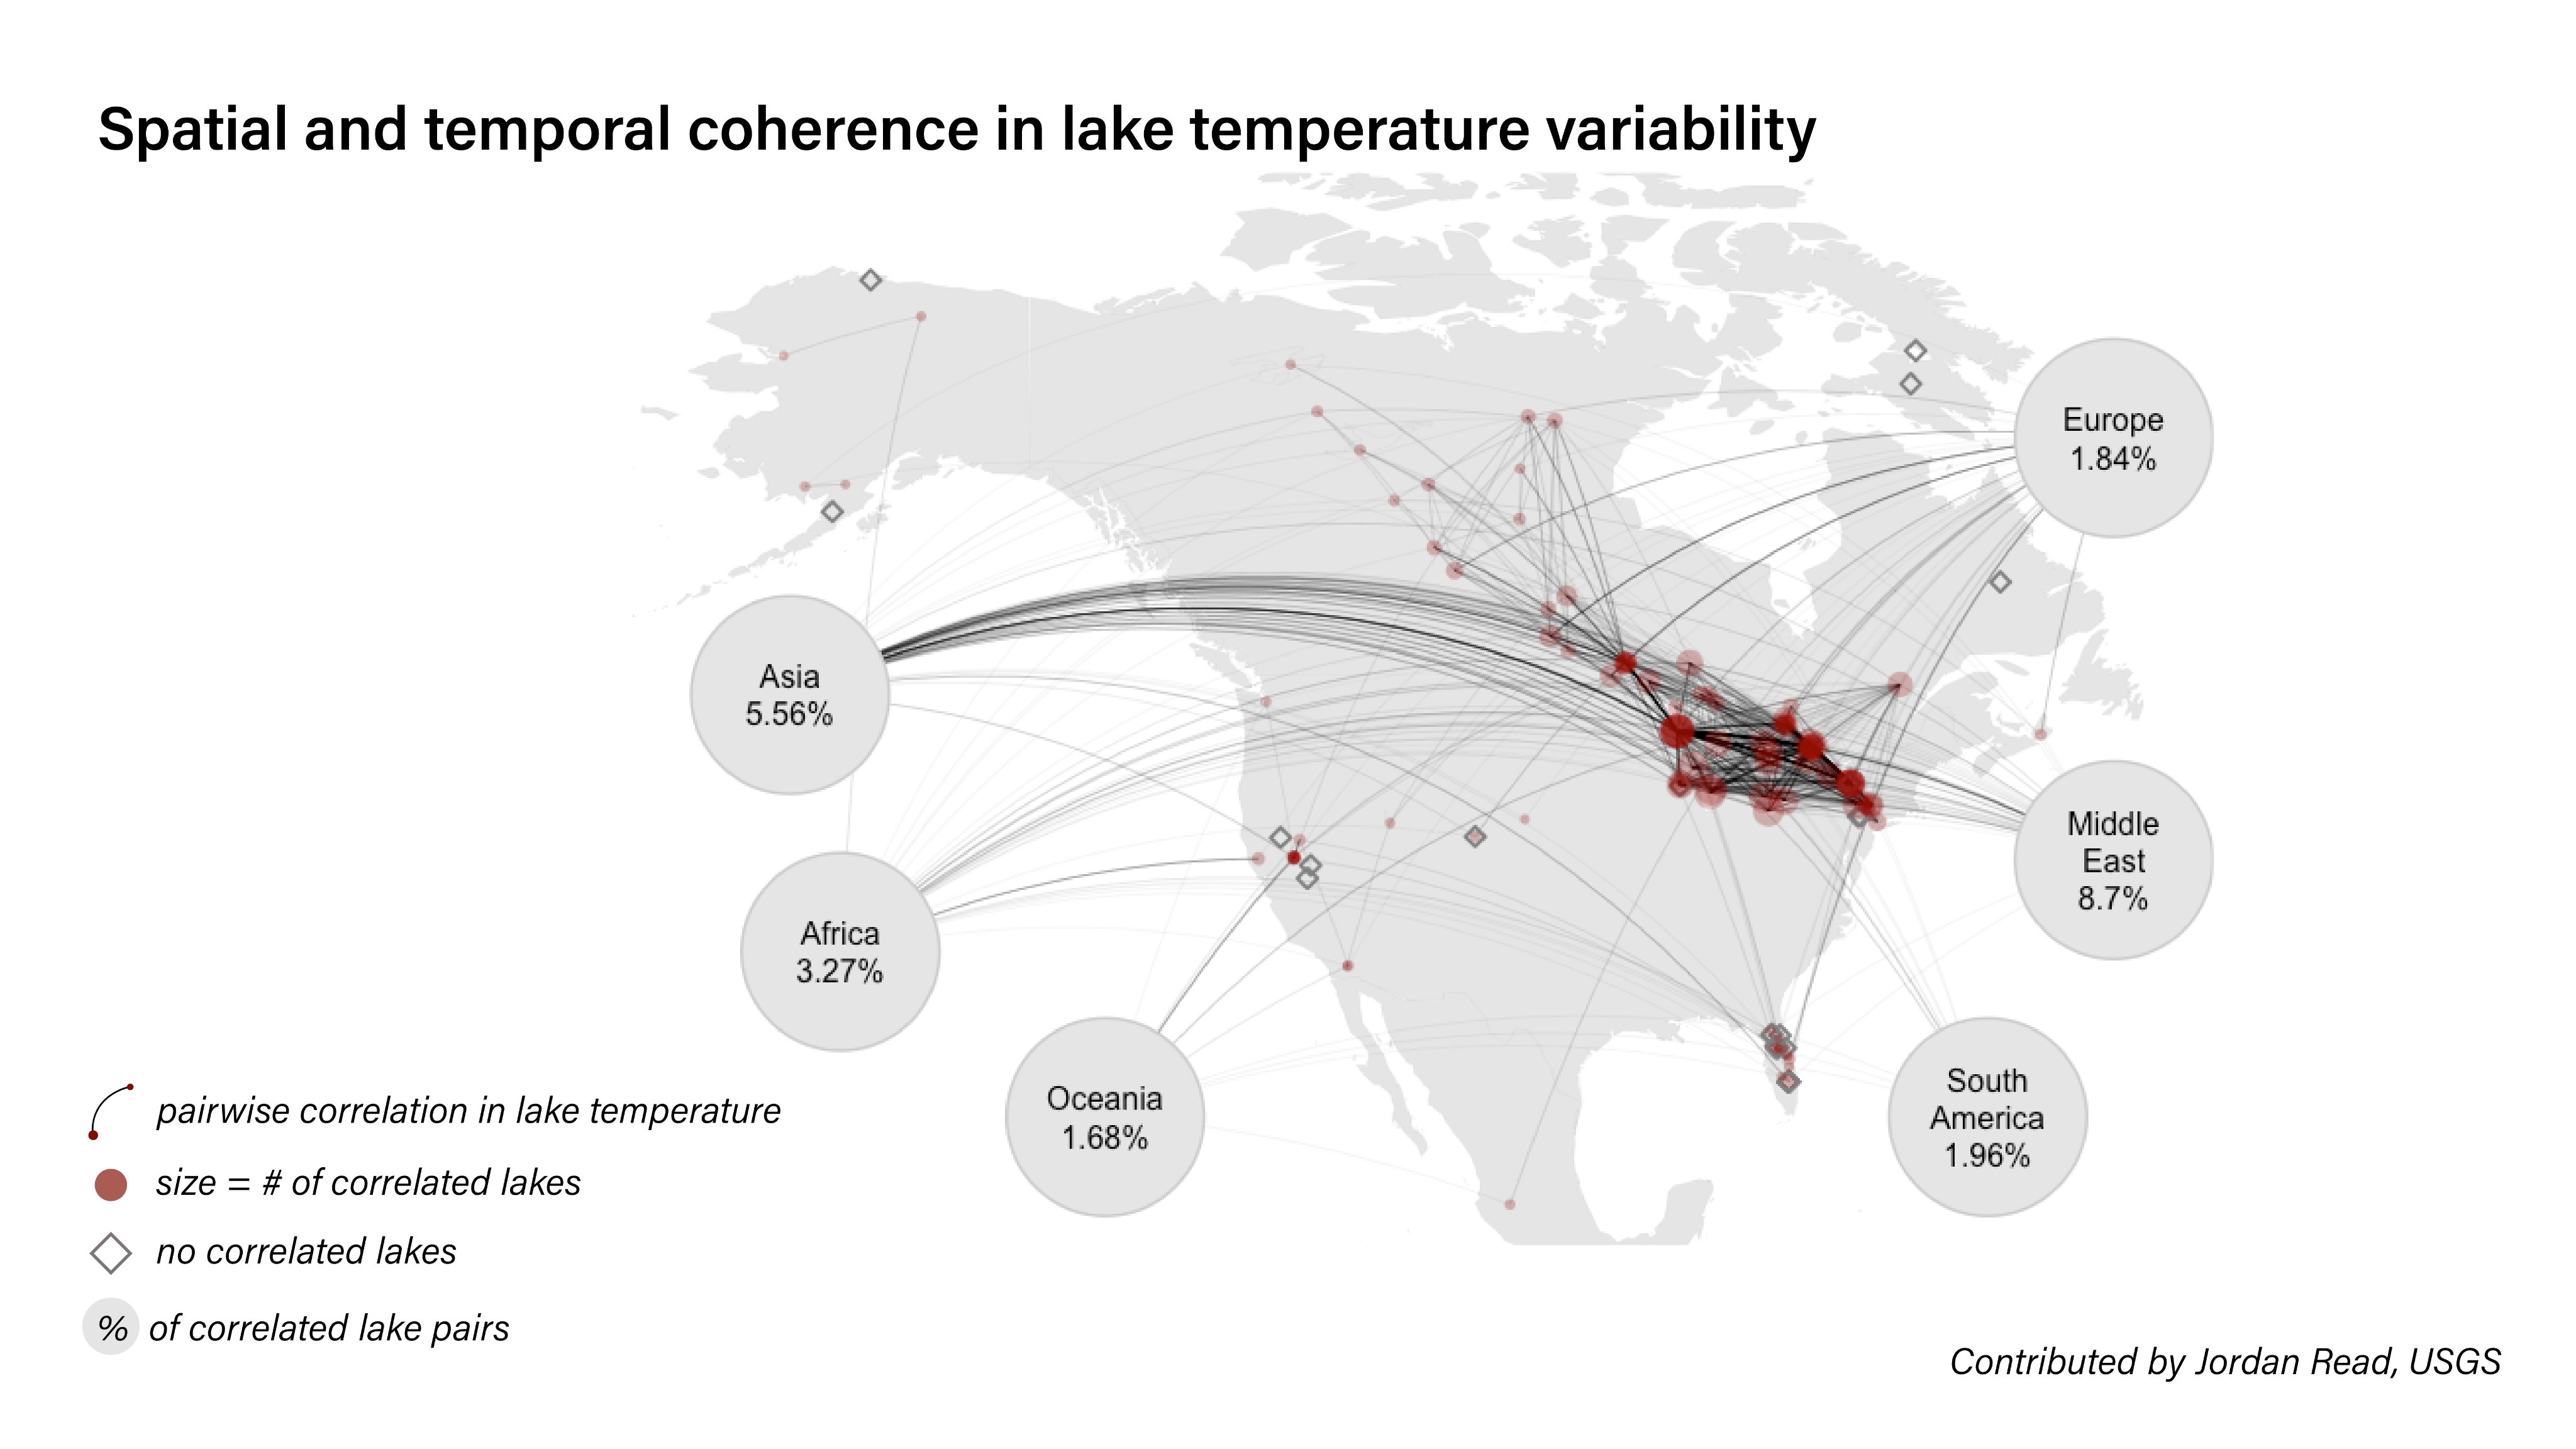 Spatial and temporal coherence in lake temperature variability
Europe
1.84%
Asia
5.56%
Middle
East
8.7%
Africa
3.27%
Oceania
1.68%
South
America
1.96%
pairwise correlation in lake temperature
size = # of correlated lakes
no correlated lakes
% of correlated lake pairs
Contributed by Jordan Read, USGS